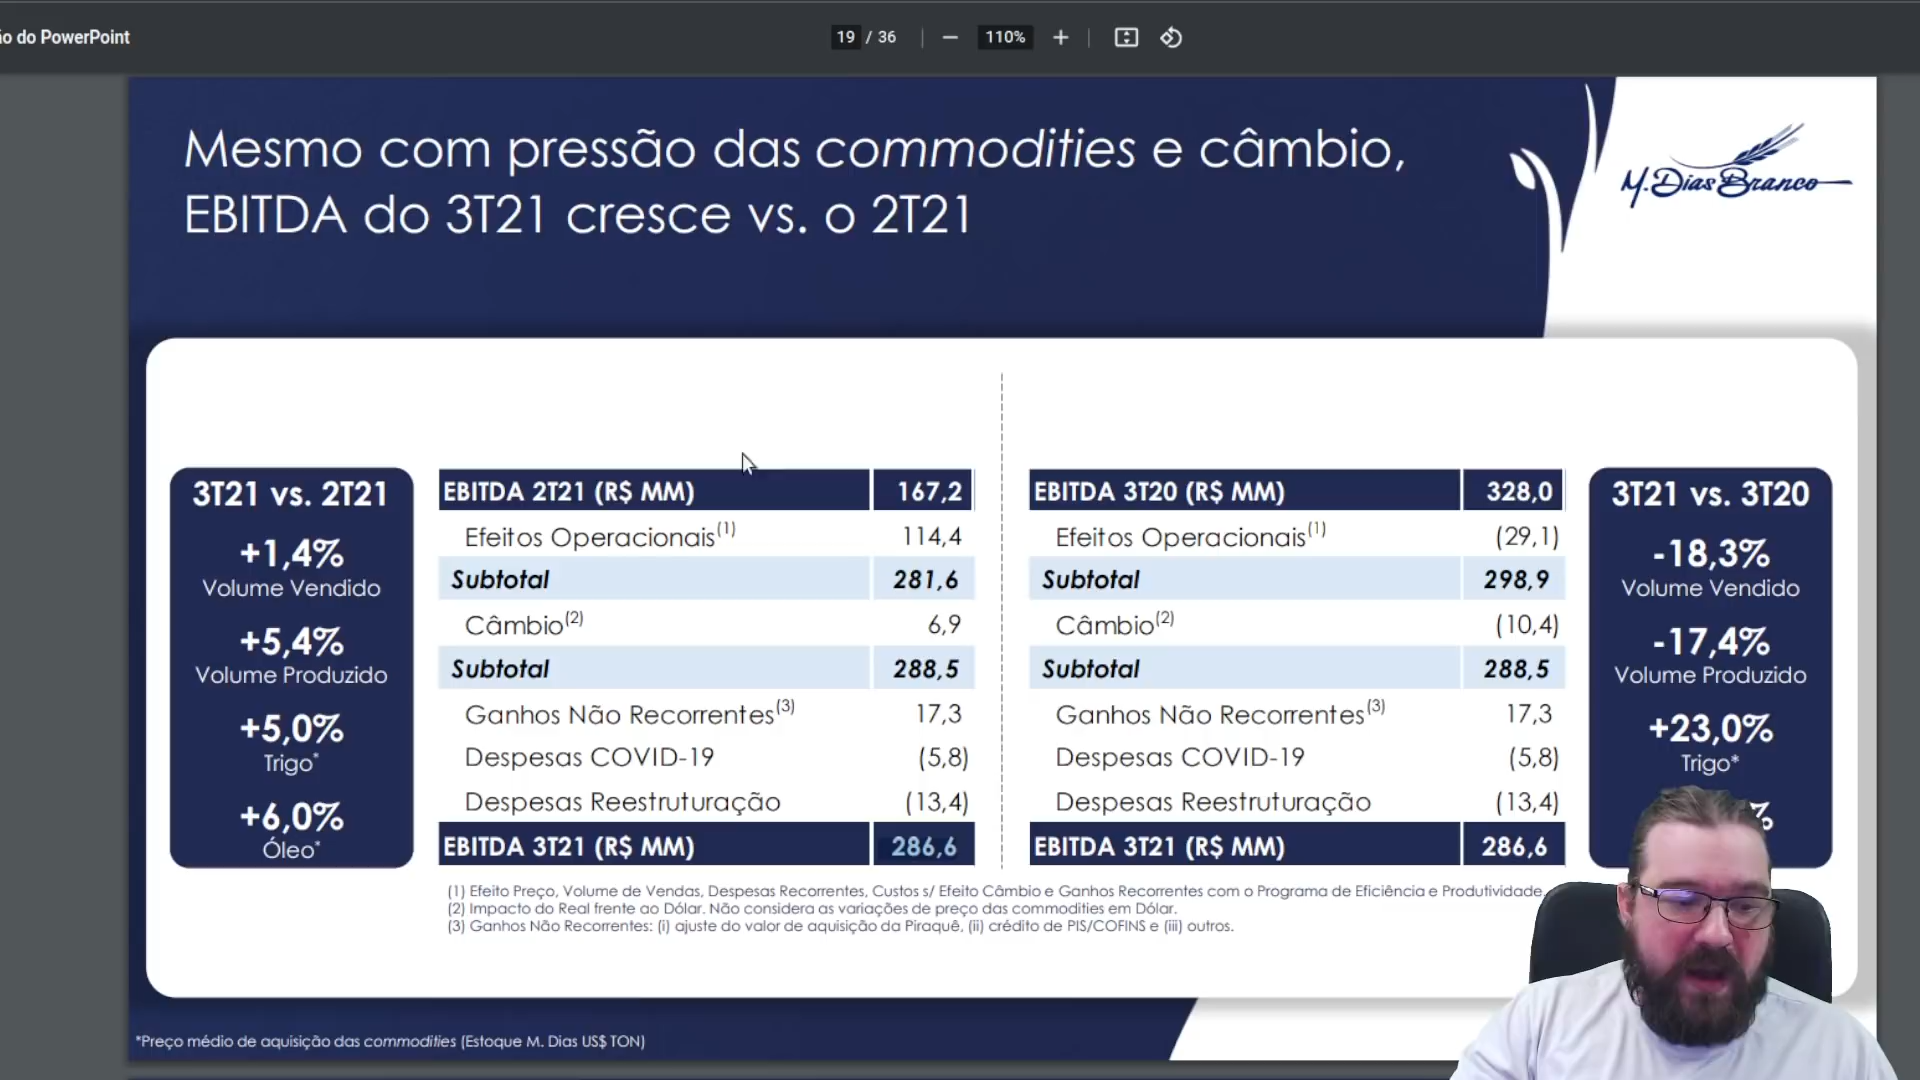 o do PowerPoint
19 / 36
110%
Mesmo com pressão das commodities e câmbio,
EBITDA do 3T21 cresce vs. o 2T21
M. Dias Branco
3T21 vs. 2T21
+1,4%
Volume Vendido
+5,4%
Volume Produzido
+5,0%
Trigo*
+6,0%
Óleo*
EBITDA 2T21 (R$ MM) 167,2
Efeitos Operacionais(1) 114,4
Subtotal 281,6
Câmbio(2) 6,9
Subtotal 288,5
Ganhos Não Recorrentes(3) 17,3
Despesas COVID-19 (5,8)
Despesas Reestruturação (13,4)
EBITDA 3T21 (R$ MM) 286,6
EBITDA 3T20 (R$ MM) 328,0
Efeitos Operacionais(1) (29,1)
Subtotal 298,9
Câmbio(2) (10,4)
Subtotal 288,5
Ganhos Não Recorrentes(3) 17,3
Despesas COVID-19 (5,8)
Despesas Reestruturação (13,4)
EBITDA 3T21 (R$ MM) 286,6
3T21 vs. 3T20
-18,3%
Volume Vendido
-17,4%
Volume Produzido
+23,0%
Trigo*
%
(1) Efeito Preço, Volume de Vendas, Despesas Recorrentes, Custos s/ Efeito Câmbio e Ganhos Recorrentes com o Programa de Eficiência e Produtividade.
(2) Impacto do Real frente ao Dólar. Não considera as variações de preço das commodities em Dólar.
(3) Ganhos Não Recorrentes: (i) ajuste do valor de aquisição da Piraquê, (ii) crédito de PIS/COFINS e (iii) outros.
*Preço médio de aquisição das commodities (Estoque M. Dias US$ TON)